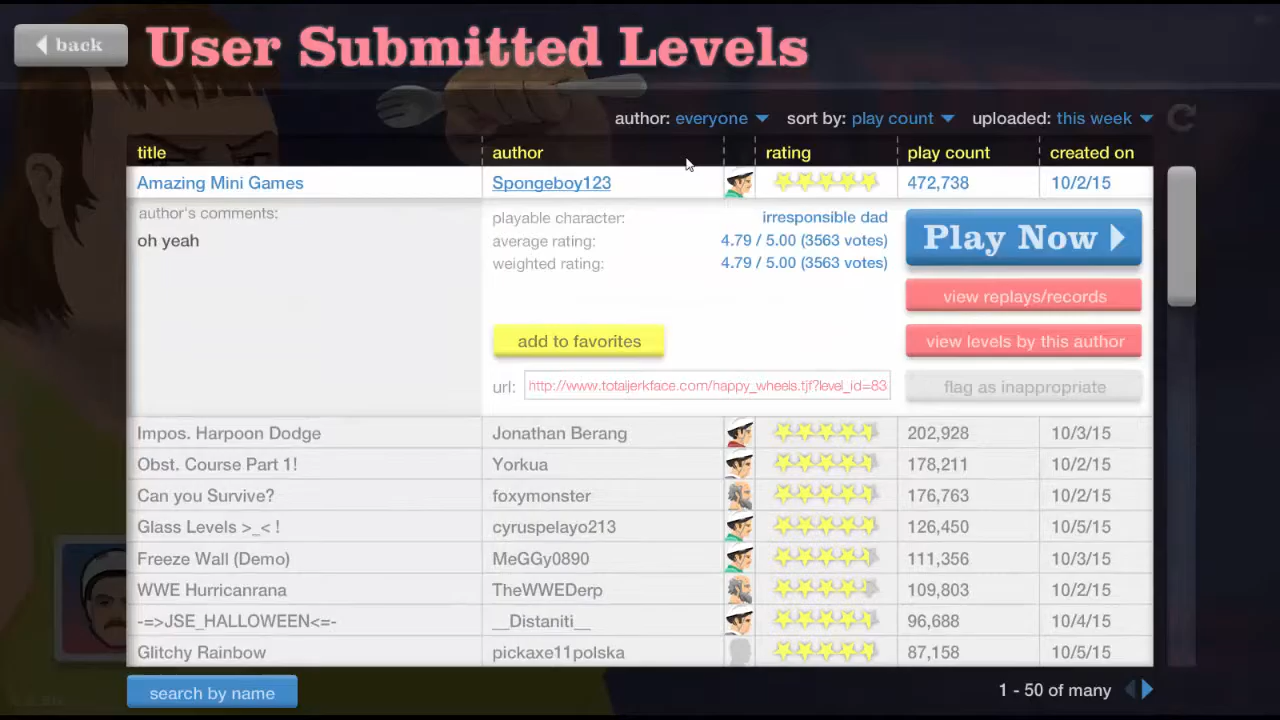 back
User Submitted Levels
author: everyone sort by: play count uploaded: this week
title author rating play count created on
Amazing Mini Games Spongeboy123 472,738 10/2/15
author's comments:
oh yeah
playable character: irresponsible dad
average rating: 4.79 / 5.00 (3563 votes)
weighted rating: 4.79 / 5.00 (3563 votes)
Play Now
view replays/records
add to favorites
view levels by this author
url: http://www.totaljerkface.com/happy_wheels.tjf?level_id=83
flag as inappropriate
Impos. Harpoon Dodge Jonathan Berang 202,928 10/3/15
Obst. Course Part 1! Yorkua 178,211 10/2/15
Can you Survive? foxymonster 176,763 10/2/15
Glass Levels >_< ! cyruspelayo213 126,450 10/5/15
Freeze Wall (Demo) MeGGy0890 111,356 10/3/15
WWE Hurricanrana TheWWEDerp 109,803 10/2/15
-=>JSE_HALLOWEEN<=- __Distaniti__ 96,688 10/4/15
Glitchy Rainbow pickaxe11polska 87,158 10/5/15
search by name
1 - 50 of many